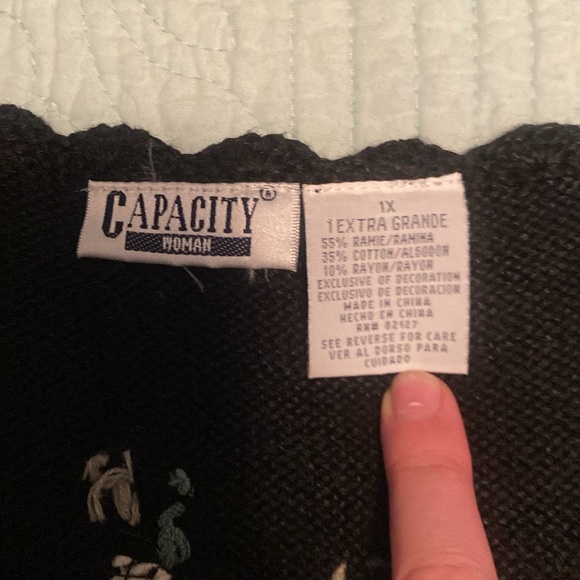 CAPACITY®
WOMAN
1X
1 EXTRA GRANDE
55% RAMIE/RAMINA
35% COTTON/ALGODON
10% RAYON/RAYON
EXCLUSIVE OF DECORATION
EXCLUSIVO DE DECORACION
MADE IN CHINA
HECHO EN CHINA
RN# 82127
SEE REVERSE FOR CARE
VER AL DORSO PARA
CUIDADO